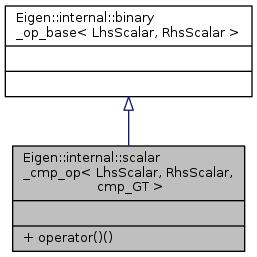 Eigen::internal::binary
_op_base< LhsScalar, RhsScalar >
Eigen::internal::scalar
_cmp_op< LhsScalar, RhsScalar,
cmp_GT >
+ operator()()